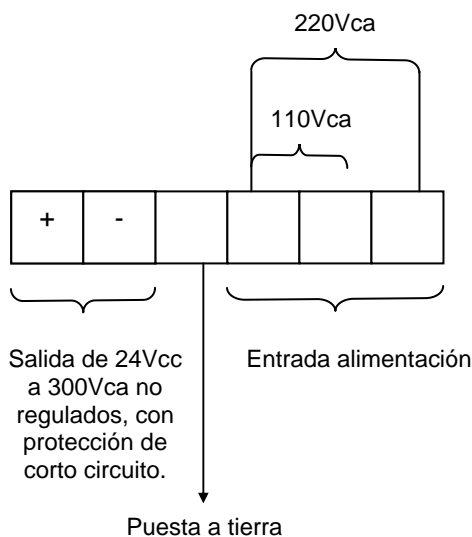 220Vca
110Vca
+ -
Salida de 24Vcc
a 300Vca no
regulados, con
protección de
corto circuito.
Entrada alimentación
Puesta a tierra